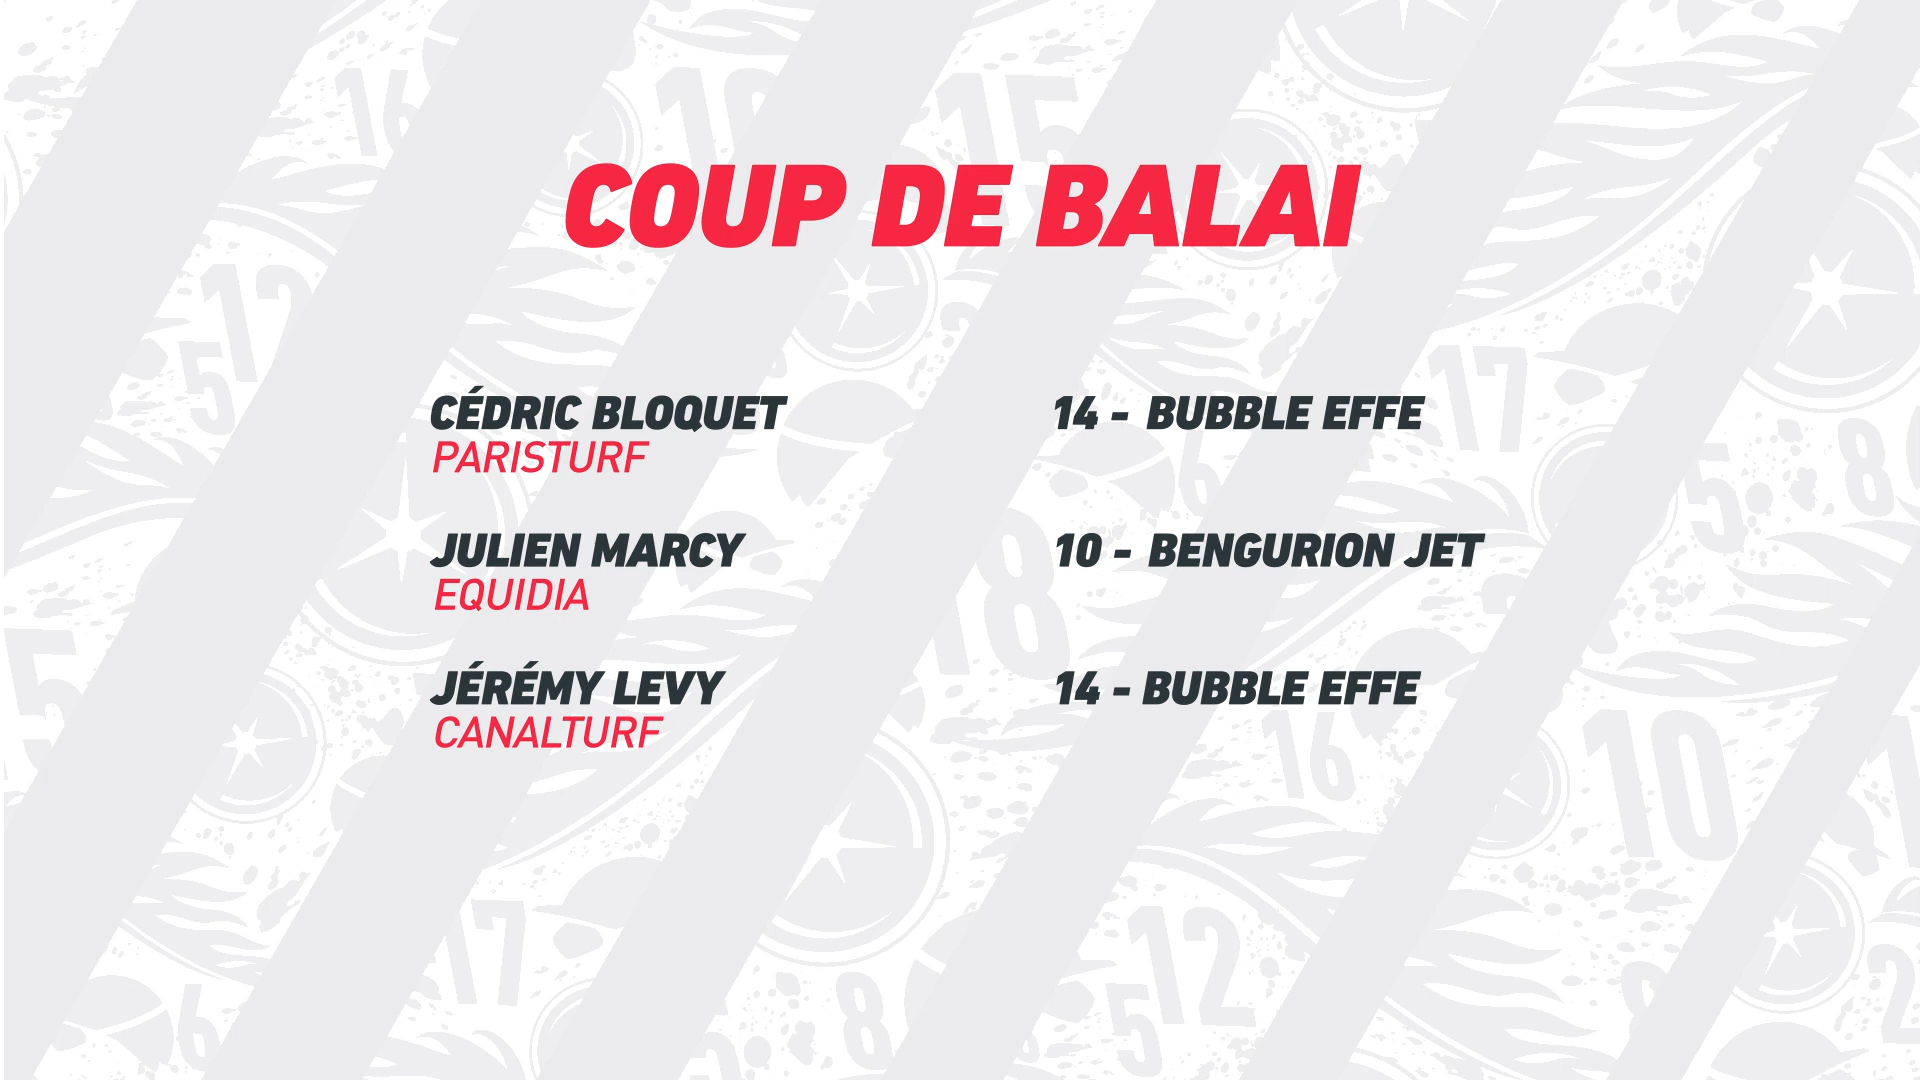 COUP DE BALAI
CÉDRIC BLOQUET
PARISTURF
14 - BUBBLE EFFE
JULIEN MARCY
EQUIDIA
10 - BENGURION JET
JÉRÉMY LEVY
CANALTURF
14 - BUBBLE EFFE